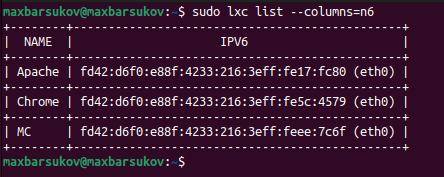 maxbarsukov@maxbarsukov:~$ sudo lxc list --columns=n6
+--------+-----------------------------------------------+
|  NAME  |                     IPV6                      |
+--------+-----------------------------------------------+
| Apache | fd42:d6f0:e88f:4233:216:3eff:fe17:fc80 (eth0) |
+--------+-----------------------------------------------+
| Chrome | fd42:d6f0:e88f:4233:216:3eff:fe5c:4579 (eth0) |
+--------+-----------------------------------------------+
| MC     | fd42:d6f0:e88f:4233:216:3eff:feee:7c6f (eth0) |
+--------+-----------------------------------------------+
maxbarsukov@maxbarsukov:~$